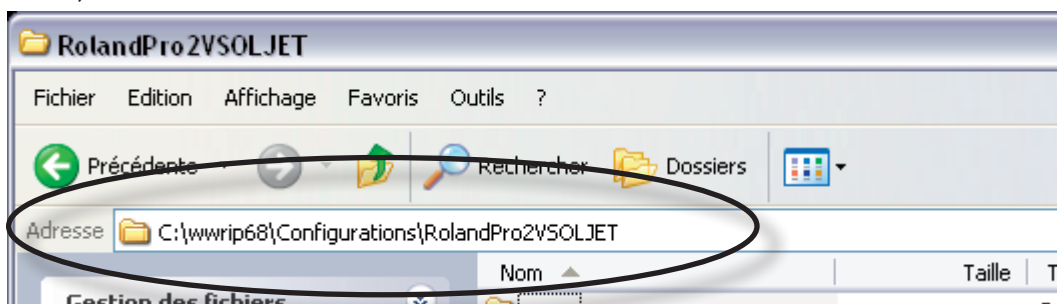 RolandPro2VSOLJET
Fichier Edition Affichage Favoris Outils ?
Précédente Rechercher Dossiers
Adresse C:\wwrip68\Configurations\RolandPro2VSOLJET
Nom Taille T
Gestion des fichiers